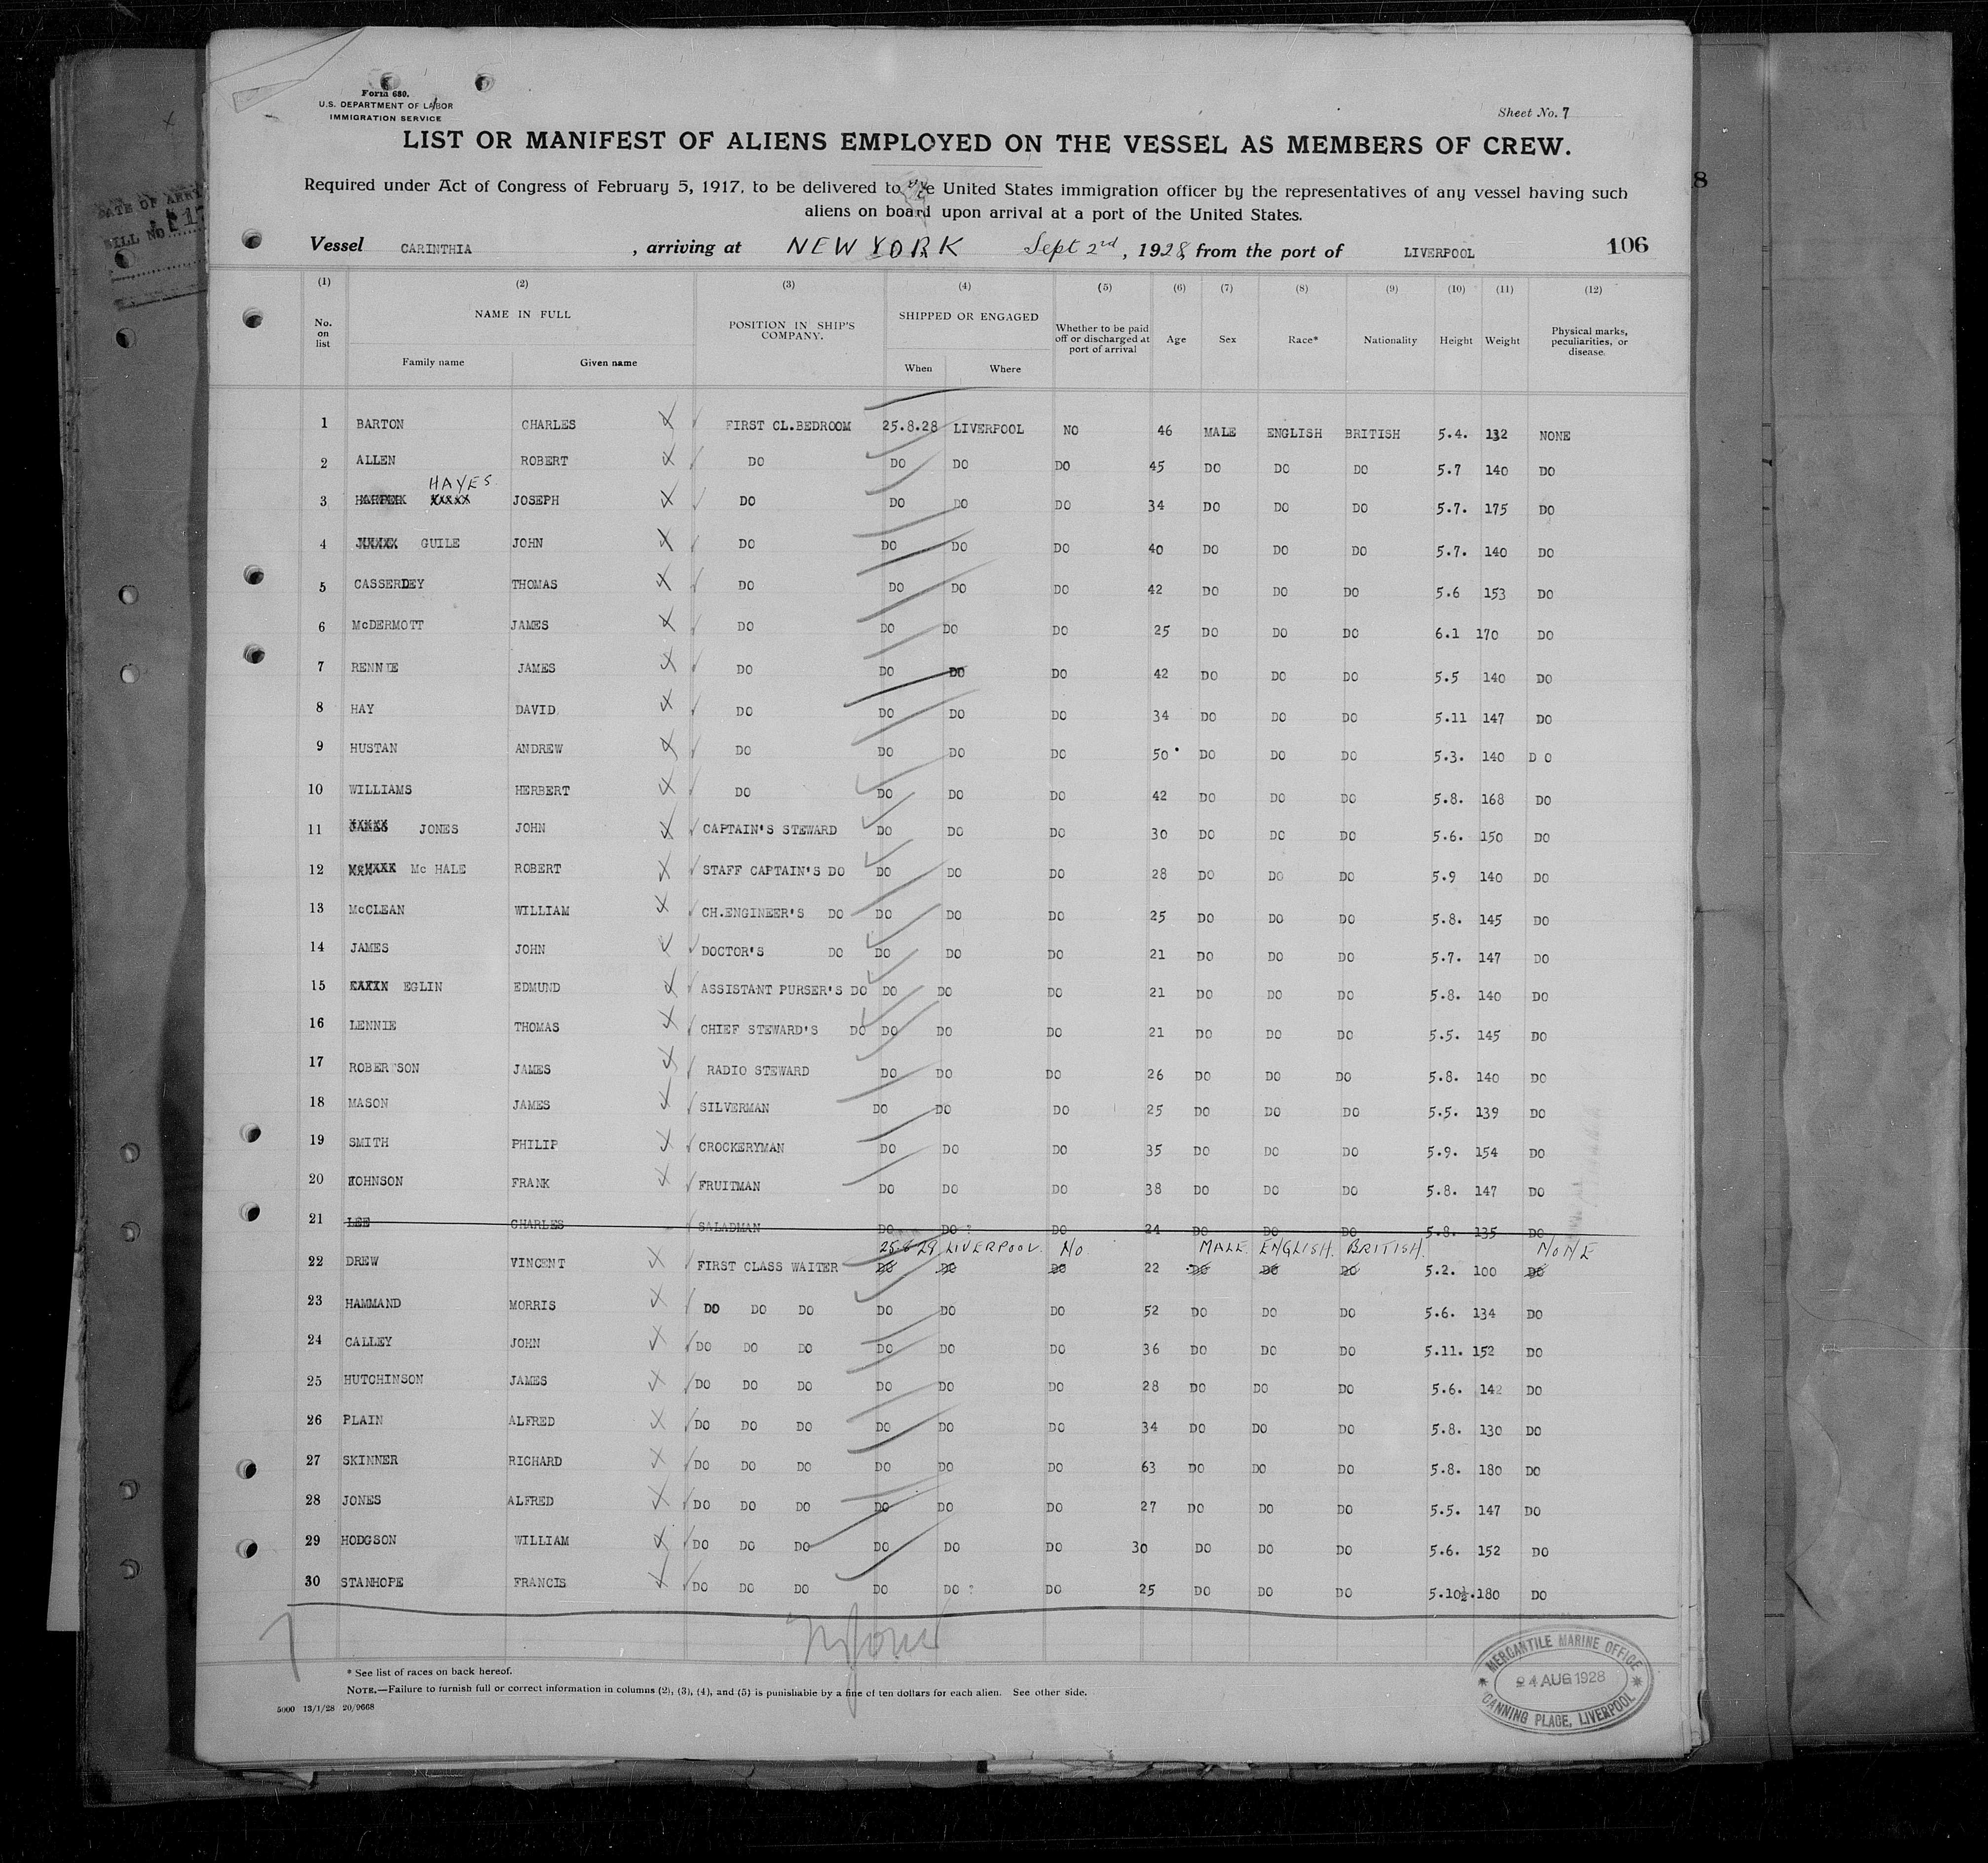 Form 680.
U.S. DEPARTMENT OF LABOR
IMMIGRATION SERVICE
Sheet No. 7
LIST OR MANIFEST OF ALIENS EMPLOYED ON THE VESSEL AS MEMBERS OF CREW.
Required under Act of Congress of February 5, 1917, to be delivered to the United States immigration officer by the representatives of any vessel having such
aliens on board upon arrival at a port of the United States.
Vessel CARINTHIA , arriving at NEW YORK Sept 2nd, 1928, from the port of LIVERPOOL 106
(1) (2) (3) (4) (5) (6) (7) (8) (9) (10) (11) (12)
No. on list NAME IN FULL POSITION IN SHIP'S COMPANY. SHIPPED OR ENGAGED Whether to be paid off or discharged at port of arrival Age Sex Race* Nationality Height Weight Physical marks, peculiarities, or disease.
Family name Given name When Where
1 BARTON CHARLES FIRST CL.BEDROOM 25.8.28 LIVERPOOL NO 46 MALE ENGLISH BRITISH 5.4. 132 NONE
2 ALLEN ROBERT DO DO DO DO 45 DO DO DO 5.7 140 DO
HAYES
3 JOSEPH DO DO DO DO 34 DO DO DO 5.7. 175 DO
4 GUILE JOHN DO DO DO DO 40 DO DO DO 5.7. 140 DO
5 CASSERDEY THOMAS DO DO DO DO 42 DO DO DO 5.6 153 DO
6 McDERMOTT JAMES DO DO DO DO 25 DO DO DO 6.1 170 DO
7 RENNIE JAMES DO DO DO DO 42 DO DO DO 5.5 140 DO
8 HAY DAVID DO DO DO DO 34 DO DO DO 5.11 147 DO
9 HUSTAN ANDREW DO DO DO DO 50 DO DO DO 5.3. 140 D O
10 WILLIAMS HERBERT DO DO DO DO 42 DO DO DO 5.8. 168 DO
11 JONES JOHN CAPTAIN'S STEWARD DO DO DO 30 DO DO DO 5.6. 150 DO
12 Mc HALE ROBERT STAFF CAPTAIN'S DO DO DO DO 28 DO DO DO 5.9 140 DO
13 McCLEAN WILLIAM CH.ENGINEER'S DO DO DO DO 25 DO DO DO 5.8. 145 DO
14 JAMES JOHN DOCTOR'S DO DO DO DO 21 DO DO DO 5.7. 147 DO
15 EGLIN EDMUND ASSISTANT PURSER'S DO DO DO DO 21 DO DO DO 5.8. 140 DO
16 LENNIE THOMAS CHIEF STEWARD'S DO DO DO DO 21 DO DO DO 5.5. 145 DO
17 ROBERTSON JAMES RADIO STEWARD DO DO DO 26 DO DO DO 5.8. 140 DO
18 MASON JAMES SILVERMAN DO DO DO 25 DO DO DO 5.5. 139 DO
19 SMITH PHILIP CROCKERYMAN DO DO DO 35 DO DO DO 5.9. 154 DO
20 JOHNSON FRANK FRUITMAN DO DO DO 38 DO DO DO 5.8. 147 DO
21 LEE CHARLES SALADMAN DO DO ? DO 24 DO DO DO 5.8. 135 DO
25.8.29 LIVERPOOL. NO. MALE. ENGLISH. BRITISH. NONE
22 DREW VINCENT FIRST CLASS WAITER DO DO DO 22 DO DO DO 5.2. 100 DO
23 HAMMAND MORRIS DO DO DO DO DO DO 52 DO DO DO 5.6. 134 DO
24 CALLEY JOHN DO DO DO DO DO DO 36 DO DO DO 5.11. 152 DO
25 HUTCHINSON JAMES DO DO DO DO DO DO 28 DO DO DO 5.6. 142 DO
26 PLAIN ALFRED DO DO DO DO DO DO 34 DO DO DO 5.8. 130 DO
27 SKINNER RICHARD DO DO DO DO DO DO 63 DO DO DO 5.8. 180 DO
28 JONES ALFRED DO DO DO DO DO DO 27 DO DO DO 5.5. 147 DO
29 HODGSON WILLIAM DO DO DO DO DO DO 30 DO DO DO 5.6. 152 DO
30 STANHOPE FRANCIS DO DO DO DO DO ? DO 25 DO DO DO 5.10½.180 DO
* See list of races on back hereof.
NOTE.—Failure to furnish full or correct information in columns (2), (3), (4), and (5) is punishable by a fine of ten dollars for each alien. See other side.
5000 13/1/28 20/9668
MERCANTILE MARINE OFFICE
24 AUG 1928
CANNING PLACE, LIVERPOOL